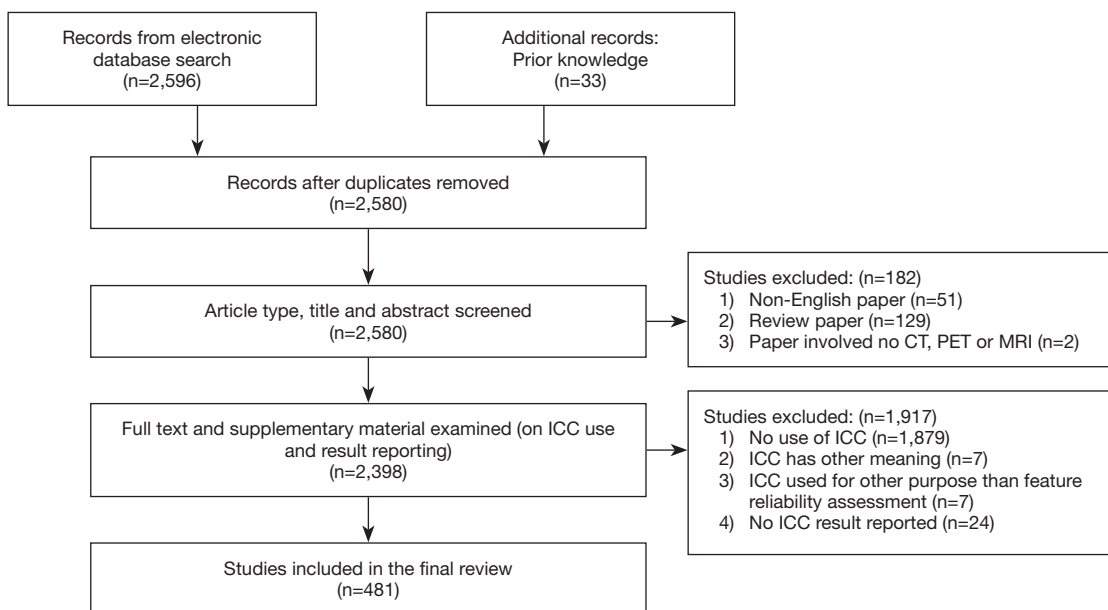 Records from electronic
database search
(n=2,596)
Additional records:
Prior knowledge
(n=33)
Records after duplicates removed
(n=2,580)
Article type, title and abstract screened
(n=2,580)
Studies excluded: (n=182)
1) Non-English paper (n=51)
2) Review paper (n=129)
3) Paper involved no CT, PET or MRI (n=2)
Full text and supplementary material examined (on ICC use
and result reporting)
(n=2,398)
Studies excluded: (n=1,917)
1) No use of ICC (n=1,879)
2) ICC has other meaning (n=7)
3) ICC used for other purpose than feature
reliability assessment (n=7)
4) No ICC result reported (n=24)
Studies included in the final review
(n=481)